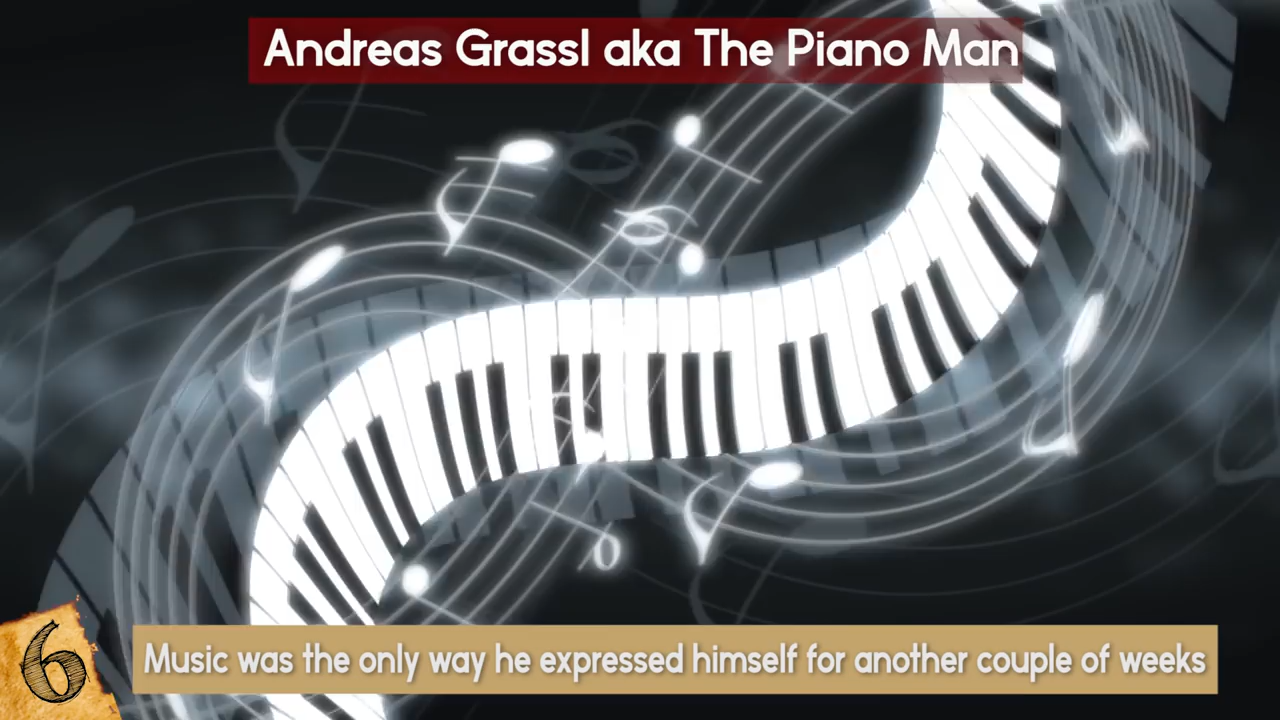 Andreas Grassl aka The Piano Man
6
Music was the only way he expressed himself for another couple of weeks